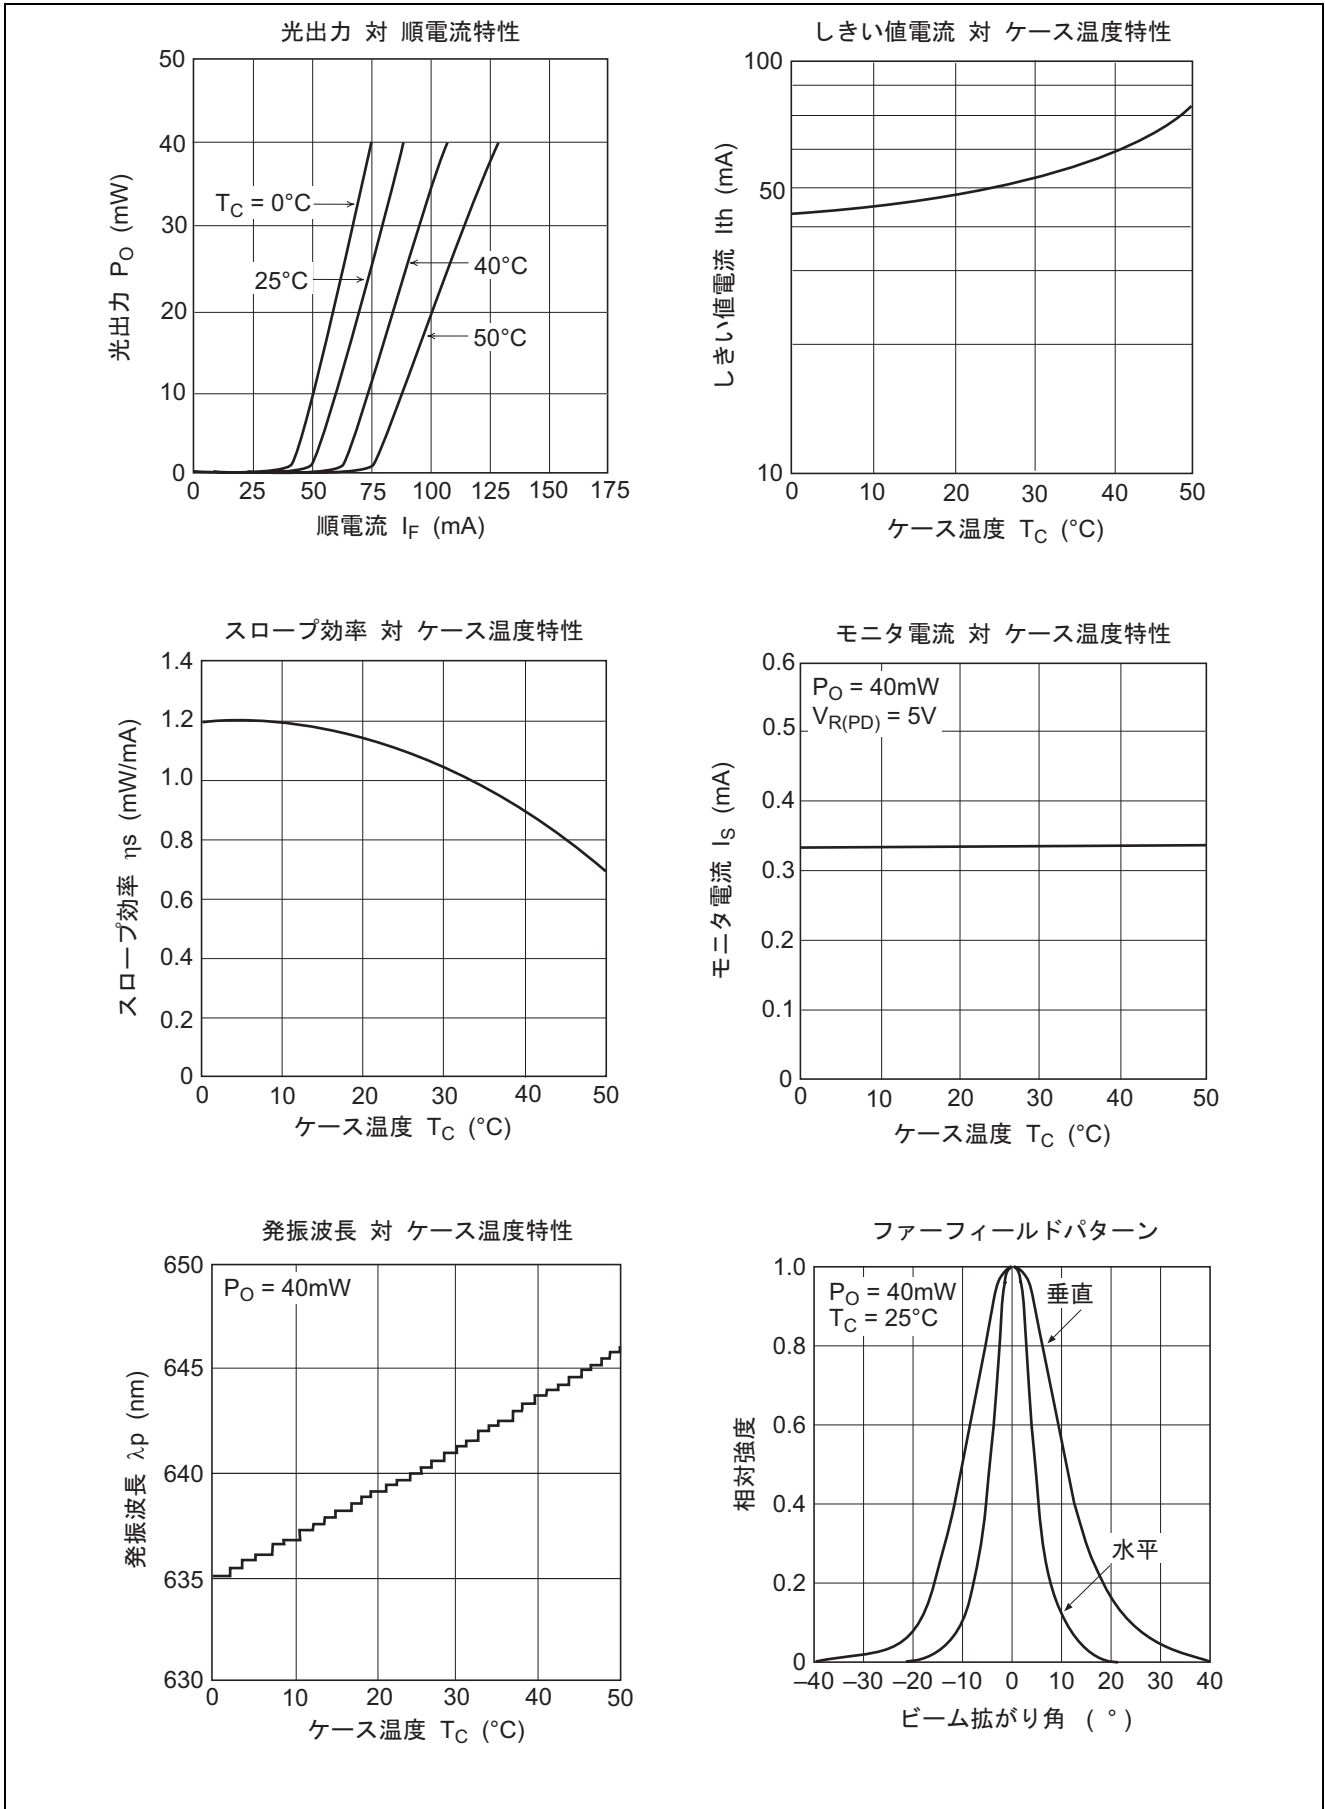 光出力 対 順電流特性
50
40
30
20
10
0
光出力 PO (mW)
TC = 0°C
25°C
40°C
50°C
0 25 50 75 100 125 150 175
順電流 IF (mA)
しきい値電流 対 ケース温度特性
100
50
10
しきい値電流 Ith (mA)
0 10 20 30 40 50
ケース温度 TC (°C)
スロープ効率 対 ケース温度特性
1.4
1.2
1.0
0.8
0.6
0.4
0.2
0
スロープ効率 ηs (mW/mA)
0 10 20 30 40 50
ケース温度 TC (°C)
モニタ電流 対 ケース温度特性
0.6
0.5
0.4
0.3
0.2
0.1
0
モニタ電流 IS (mA)
PO = 40mW
VR(PD) = 5V
0 10 20 30 40 50
ケース温度 TC (°C)
発振波長 対 ケース温度特性
650
645
640
635
630
発振波長 λp (nm)
PO = 40mW
0 10 20 30 40 50
ケース温度 TC (°C)
ファーフィールドパターン
1.0
0.8
0.6
0.4
0.2
0
相対強度
PO = 40mW
TC = 25°C
垂直
水平
–40 –30 –20 –10 0 10 20 30 40
ビーム拡がり角 ( ° )